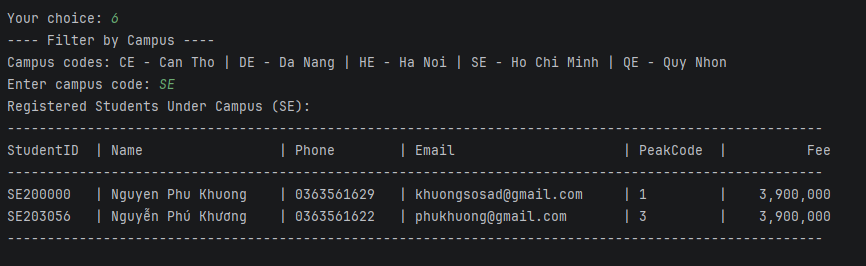 Your choice: 6
---- Filter by Campus ----
Campus codes: CE - Can Tho | DE - Da Nang | HE - Ha Noi | SE - Ho Chi Minh | QE - Quy Nhon
Enter campus code: SE
Registered Students Under Campus (SE):
------------------------------------------------------------------------------------------------------
StudentID  | Name                 | Phone        | Email                     | PeakCode  |          Fee
------------------------------------------------------------------------------------------------------
SE200000   | Nguyen Phu Khuong    | 0363561629   | khuongsosad@gmail.com     | 1         |    3,900,000
SE203056   | Nguyễn Phú Khương    | 0363561622   | phukhuong@gmail.com       | 3         |    3,900,000
------------------------------------------------------------------------------------------------------